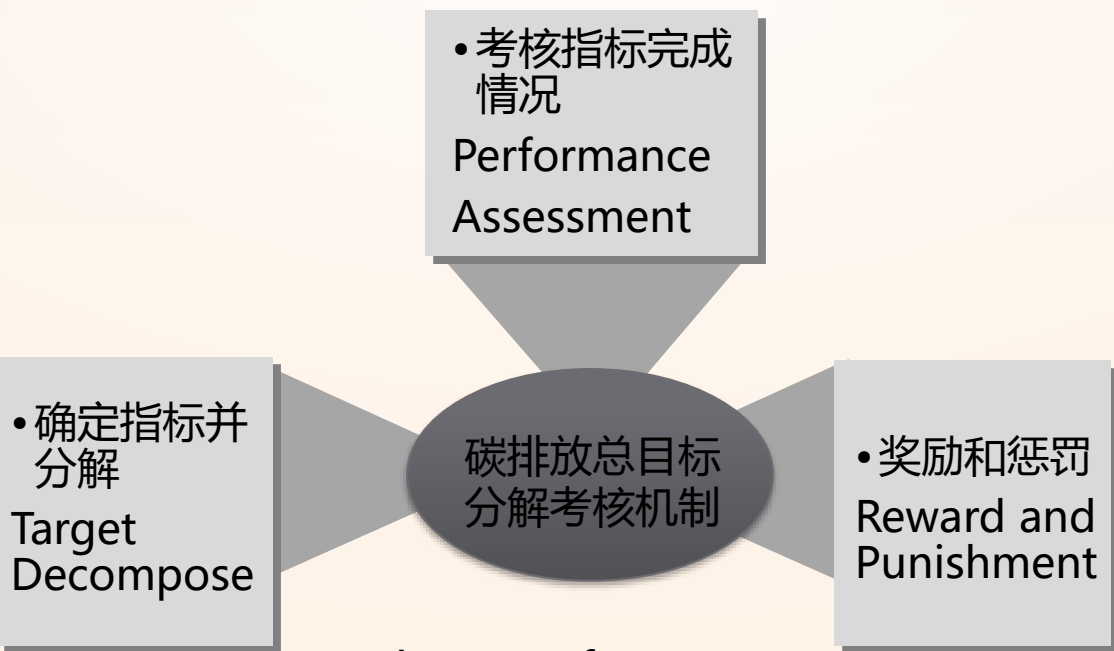 •考核指标完成
情况
Performance
Assessment
•确定指标并
分解
Target
Decompose
碳排放总目标
分解考核机制
•奖励和惩罚
Reward and
Punishment